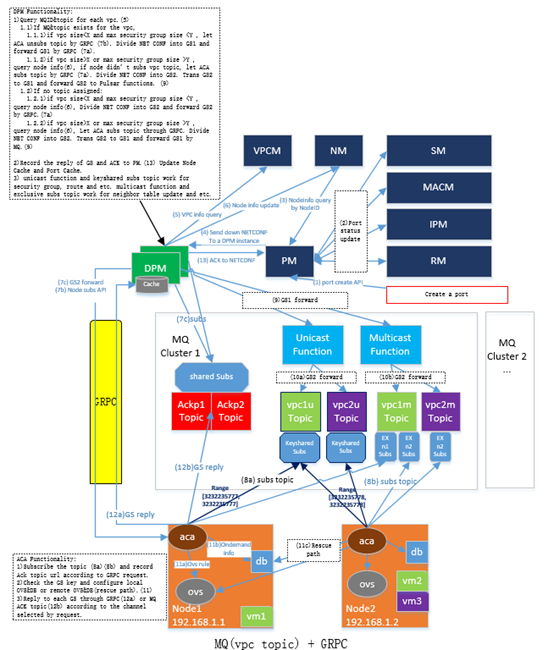 DPM Functionality:
1)Query MQID&topic for each vpc.(5)
1.1)If MQ&topic exists for the vpc,
1.1.1)if vpc size<X and max security group size <Y , let
ACA unsubs topic by GRPC (7b). Divide NET CONF into GS1 and
forward GS1 by GRPC (7a).
1.1.2)if vpc size>X or max security group size >Y ,
query node info(6), if node didn't subs vpc topic, let ACA
subs topic by GRPC (7a). Divide NET CONF into GS2. Trans GS2
to GS1 and forward GS2 to Pulsar functions. (9)
1.2)If no topic Assigned:
1.2.1)if vpc size<X and max security group size <Y ,
query node info(6), Divide NET CONF into GS2 and forward GS2
by GRPC.(7a)
1.2.2)if vpc size>X or max security group size >Y ,
query node info(6), Let ACA subs topic through GRPC. Divide
NET CONF into GS2. Trans GS2 to GS1 and forward GS1 by
MQ.(9)
2)Record the reply of GS and ACK to PM.(13) Update Node
Cache and Port Cache.
3) unicast function and keyshared subs topic work for
security group, route and etc. multicast function and
exclusive subs topic work for neighbor table update and etc.
VPCM
NM
SM
MACM
IPM
RM
PM
(6) Node info update
(5) VPC info query
(3) NodeInfo query
by NodeID
(2)Port
status
update
(4) Send down NETCONF
To a DPM instance
(13) ACK to NETCONF
(1) port create API
Create a port
DPM
Cache
(7c) GS2 forward
(7b) Node subs API
(9)GS1 forward
(7c)subs
GRPC
MQ
Cluster 1
MQ
Cluster 2
...
Unicast
Function
Multicast
Function
shared Subs
(10a)GS2 forward
(10b)GS2 forward
Ackp1
Topic
Ackp2
Topic
vpc1u
Topic
vpc2u
Topic
vpc1m
Topic
vpc2m
Topic
Keyshared
Subs
Keyshared
Subs
EX
n1
Subs
EX
n2
Subs
EX
n2
Subs
(12b)GS reply
(8a) subs topic
(8b) subs topic
Range
[3232235777,
3232235777]
Range
[3232235778,
3232235778]
(12a)GS reply
aca
(11b)Ondemand
info
(11a)Ovs rule
db
ovs
Node1
192.168.1.1
vm1
(11c)Rescue
path
aca
db
ovs
vm2
vm3
Node2
192.168.1.2
ACA Functionality:
1)Subscribe the topic (8a)(8b) and record
Ack topic url according to GRPC request.
2)Check the GS key and configure local
OVS&DB or remote OVS&DB(rescue path).(11)
3)Reply to each GS through GRPC(12a) or MQ
ACK topic(12b) according to the channel
selected by request.
MQ(vpc topic) + GRPC